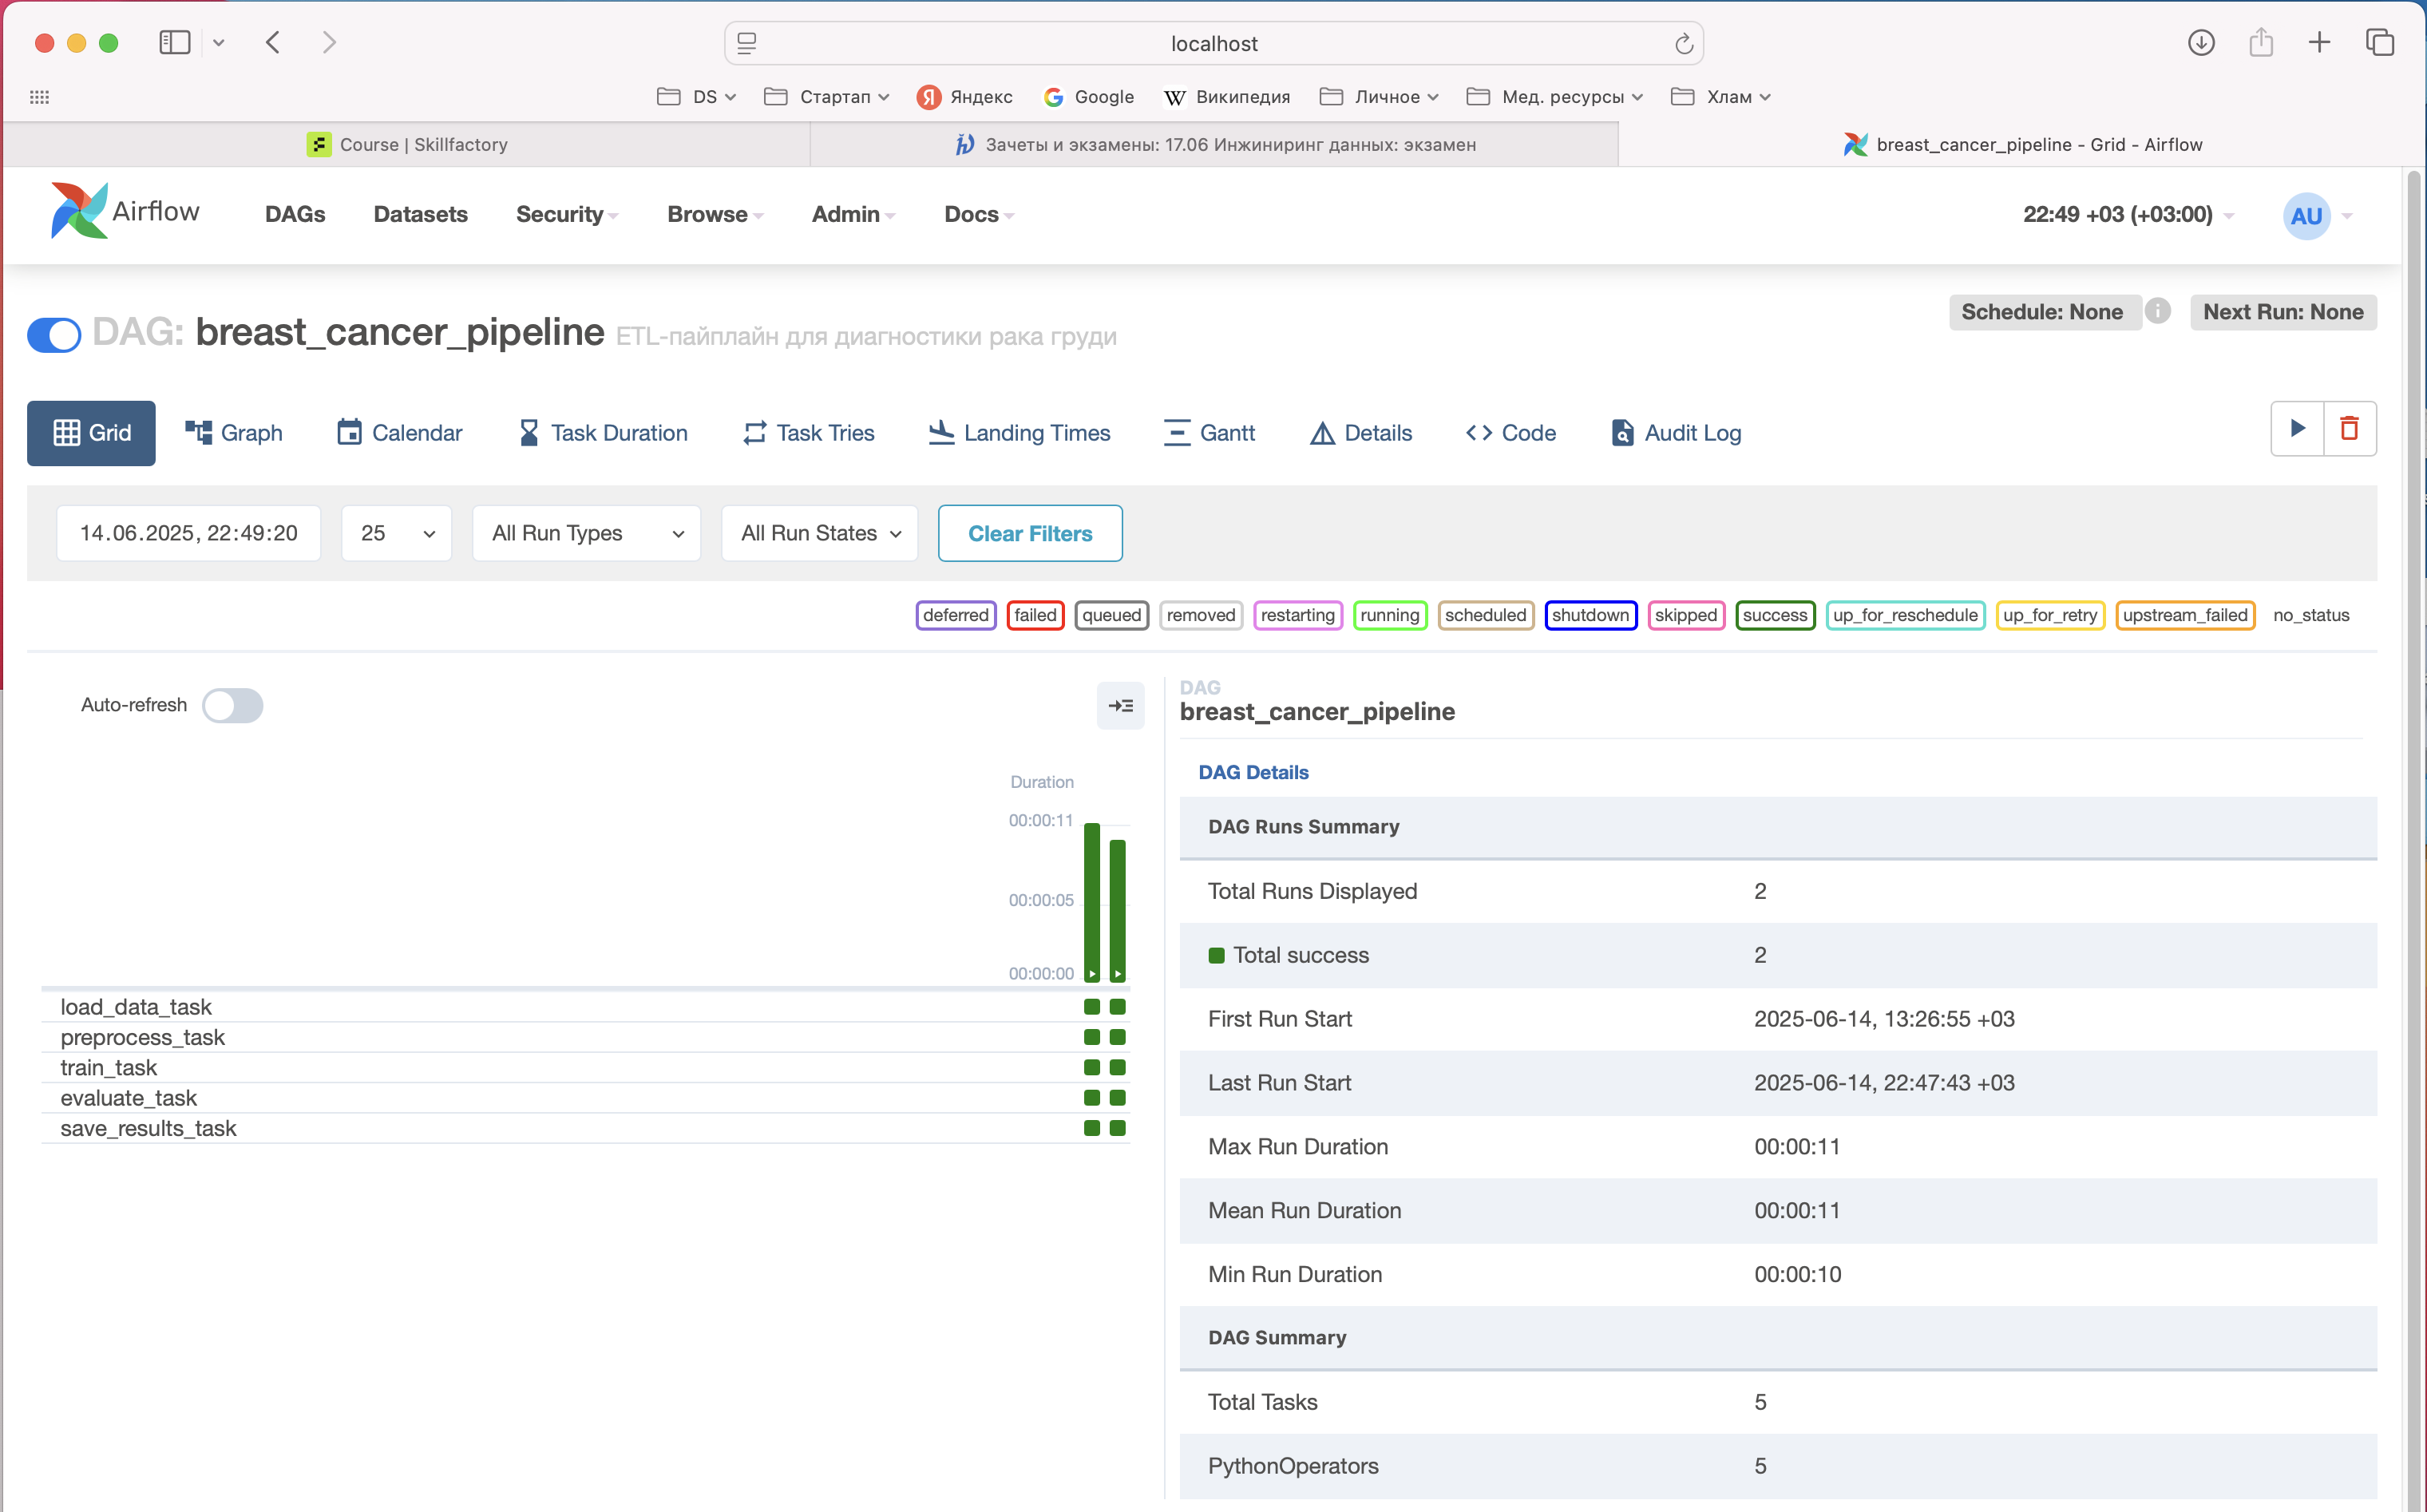 localhost
DS
Стартап
Яндекс
Google
Википедия
Личное
Мед. ресурсы
Хлам
Course | Skillfactory
Зачеты и экзамены: 17.06 Инжиниринг данных: экзамен
breast_cancer_pipeline - Grid - Airflow
Airflow
DAGs
Datasets
Security
Browse
Admin
Docs
22:49 +03 (+03:00)
AU
DAG: breast_cancer_pipeline ETL-пайплайн для диагностики рака груди
Schedule: None
Next Run: None
Grid
Graph
Calendar
Task Duration
Task Tries
Landing Times
Gantt
Details
Code
Audit Log
14.06.2025, 22:49:20
25
All Run Types
All Run States
Clear Filters
deferred
failed
queued
removed
restarting
running
scheduled
shutdown
skipped
success
up_for_reschedule
up_for_retry
upstream_failed
no_status
Auto-refresh
Duration
00:00:11
00:00:05
00:00:00
load_data_task
preprocess_task
train_task
evaluate_task
save_results_task
DAG
breast_cancer_pipeline
DAG Details
DAG Runs Summary
Total Runs Displayed 2
Total success 2
First Run Start 2025-06-14, 13:26:55 +03
Last Run Start 2025-06-14, 22:47:43 +03
Max Run Duration 00:00:11
Mean Run Duration 00:00:11
Min Run Duration 00:00:10
DAG Summary
Total Tasks 5
PythonOperators 5